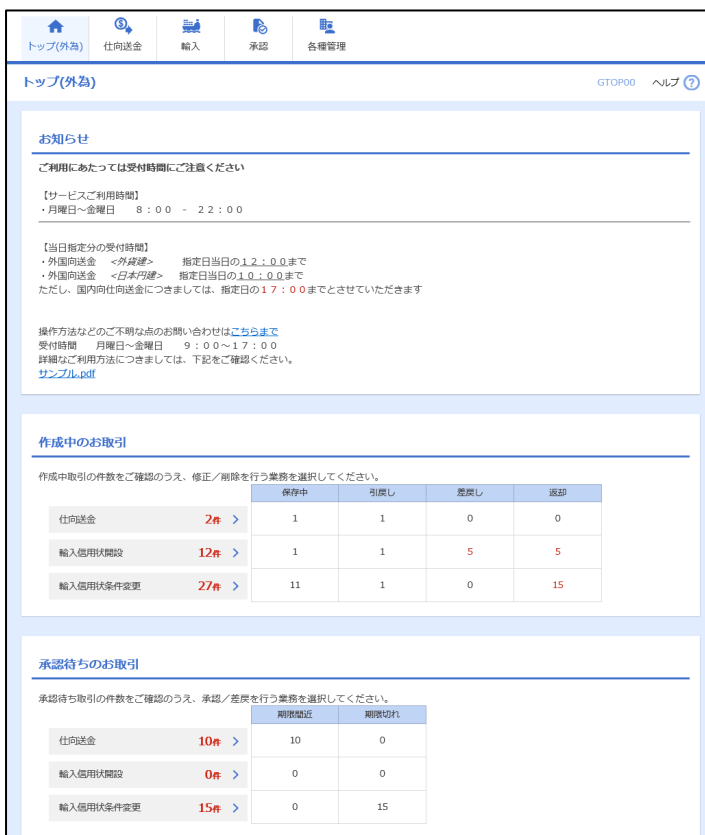 トップ(外為) 仕向送金 輸入 承認 各種管理
トップ(外為) GTOP00 ヘルプ ?
お知らせ
ご利用にあたっては受付時間にご注意ください
【サービスご利用時間】
・月曜日～金曜日 8：00 - 22：00
【当日指定分の受付時間】
・外国向送金 <外貨建> 指定日当日の12：00まで
・外国向送金 <日本円建> 指定日当日の10：00まで
ただし、国内向仕向送金につきましては、指定日の17：00までとさせていただきます
操作方法などのご不明な点のお問い合わせはこちらまで
受付時間 月曜日～金曜日 9：00～17：00
詳細なご利用方法につきましては、下記をご確認ください。
サンプル.pdf
作成中のお取引
作成中取引の件数をご確認のうえ、修正／削除を行う業務を選択してください。
保存中 引戻し 差戻し 返却
仕向送金 2件 1 1 0 0
輸入信用状開設 12件 1 1 5 5
輸入信用状条件変更 27件 11 1 0 15
承認待ちのお取引
承認待ち取引の件数をご確認のうえ、承認／差戻を行う業務を選択してください。
期限間近 期限切れ
仕向送金 10件 10 0
輸入信用状開設 0件 0 0
輸入信用状条件変更 15件 0 15